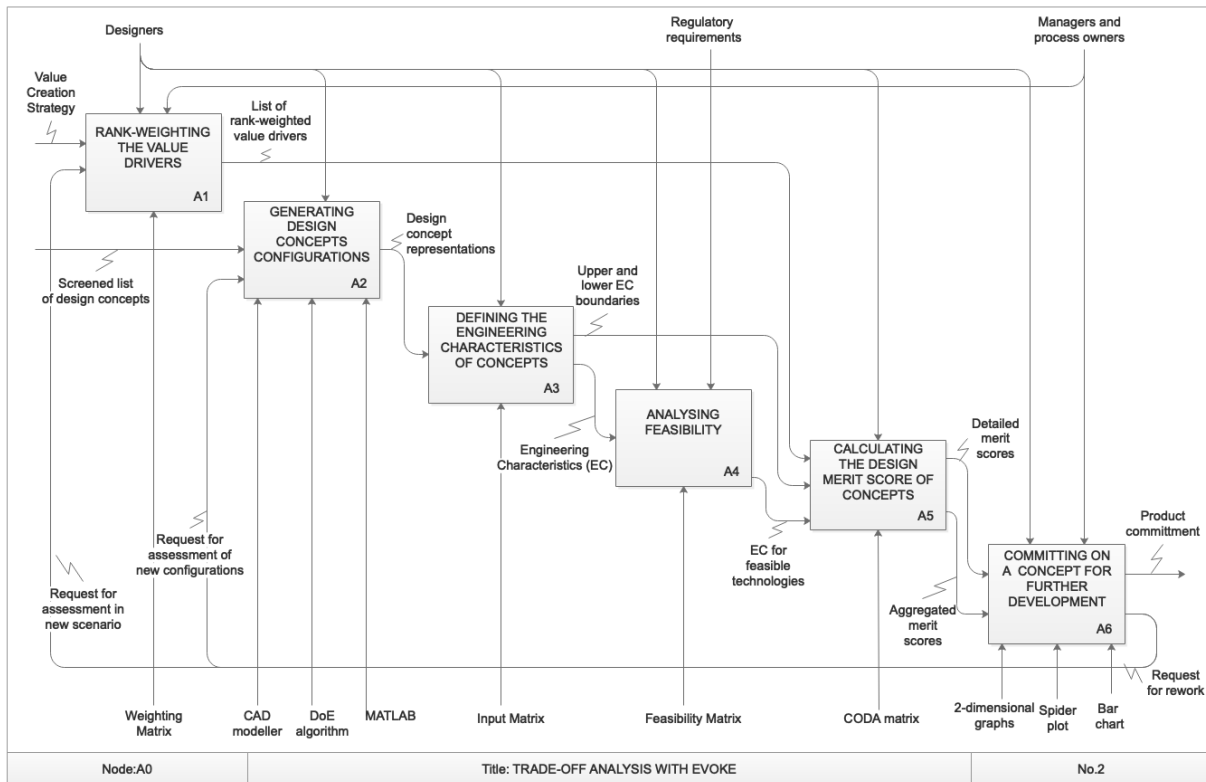 Designers
Regulatory
requirements
Managers and
process owners
Value
Creation
Strategy
List of
rank-weighted
value drivers
RANK-WEIGHTING
THE VALUE
DRIVERS
A1
GENERATING
DESIGN
CONCEPTS
CONFIGURATIONS
A2
Design
concept
representations
Screened list
of design concepts
Upper and
lower EC
boundaries
DEFINING THE
ENGINEERING
CHARACTERISTICS
OF CONCEPTS
A3
ANALYSING
FEASIBILITY
A4
Engineering
Characteristics (EC)
Detailed
merit
scores
CALCULATING
THE DESIGN
MERIT SCORE OF
CONCEPTS
A5
Request for
assessment of
new configurations
EC for
feasible
technologies
Product
committment
COMMITTING ON
A CONCEPT FOR
FURTHER
DEVELOPMENT
A6
Request for
assessment in
new scenario
Aggregated
merit
scores
Request
for rework
Weighting
Matrix
CAD
modeller
DoE
algorithm
MATLAB
Input Matrix
Feasibility Matrix
CODA matrix
2-dimensional
graphs
Spider
plot
Bar
chart
Node:A0
Title: TRADE-OFF ANALYSIS WITH EVOKE
No.2